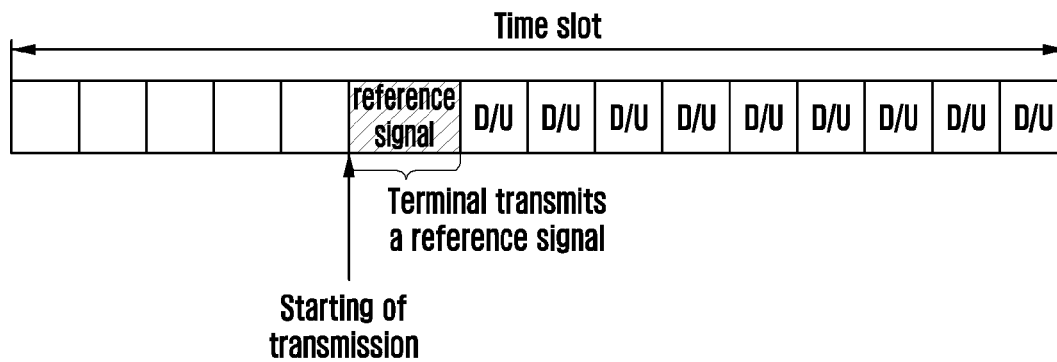 Time slot
reference
signal
D/U D/U D/U D/U D/U D/U D/U D/U D/U
Terminal transmits
a reference signal
Starting of
transmission